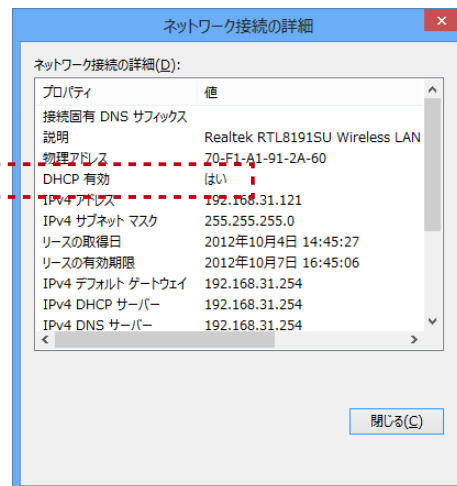 ネットワーク接続の詳細
ネットワーク接続の詳細(D):
プロパティ 値
接続固有 DNS サフィックス
説明 Realtek RTL8191SU Wireless LAN
物理アドレス 70-F1-A1-91-2A-60
DHCP 有効 はい
IPv4 アドレス 192.168.31.121
IPv4 サブネット マスク 255.255.255.0
リースの取得日 2012年10月4日 14:45:27
リースの有効期限 2012年10月7日 16:45:06
IPv4 デフォルト ゲートウェイ 192.168.31.254
IPv4 DHCP サーバー 192.168.31.254
IPv4 DNS サーバー 192.168.31.254
閉じる(C)